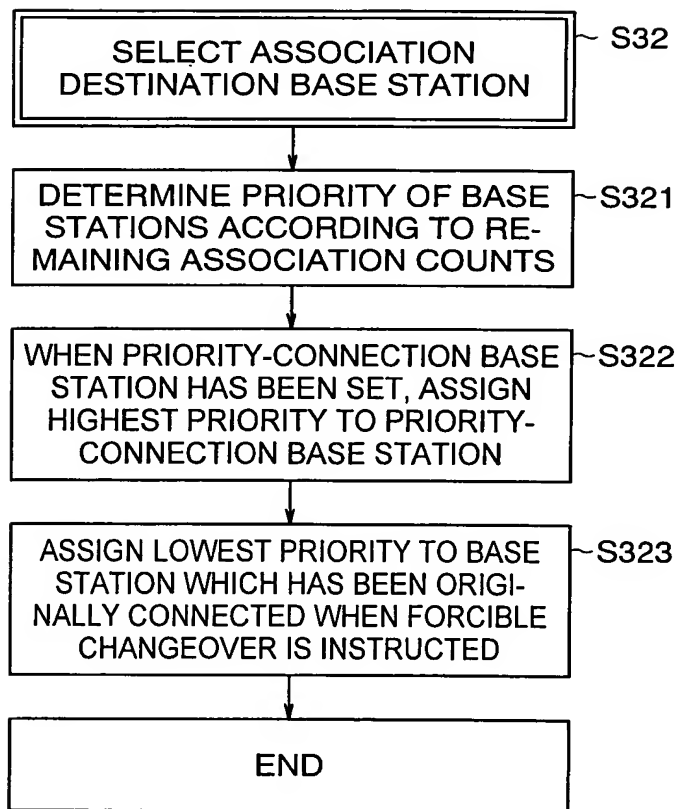 SELECT ASSOCIATION
DESTINATION BASE STATION
S32
DETERMINE PRIORITY OF BASE
STATIONS ACCORDING TO RE-
MAINING ASSOCIATION COUNTS
S321
WHEN PRIORITY-CONNECTION BASE
STATION HAS BEEN SET, ASSIGN
HIGHEST PRIORITY TO PRIORITY-
CONNECTION BASE STATION
S322
ASSIGN LOWEST PRIORITY TO BASE
STATION WHICH HAS BEEN ORIGI-
NALLY CONNECTED WHEN FORCIBLE
CHANGEOVER IS INSTRUCTED
S323
END